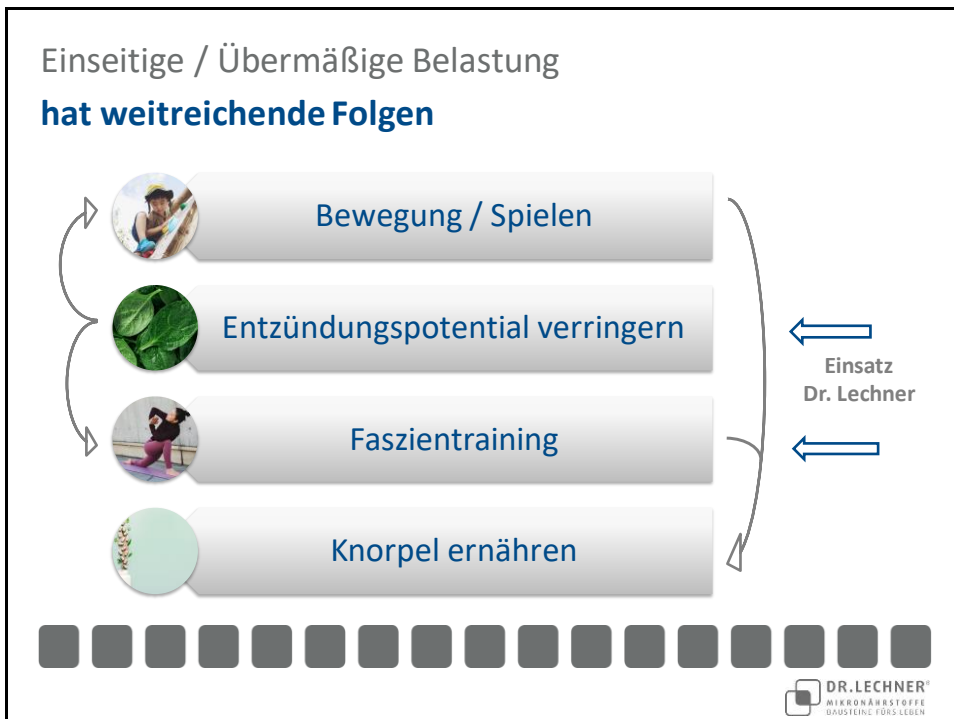 Einseitige / Übermäßige Belastung
hat weitreichende Folgen
Bewegung / Spielen
Entzündungspotential verringern
Faszientraining
Knorpel ernähren
Einsatz
Dr. Lechner
DR.LECHNER®
MIKRONÄHRSTOFFE
BAUSTEINE FÜRS LEBEN